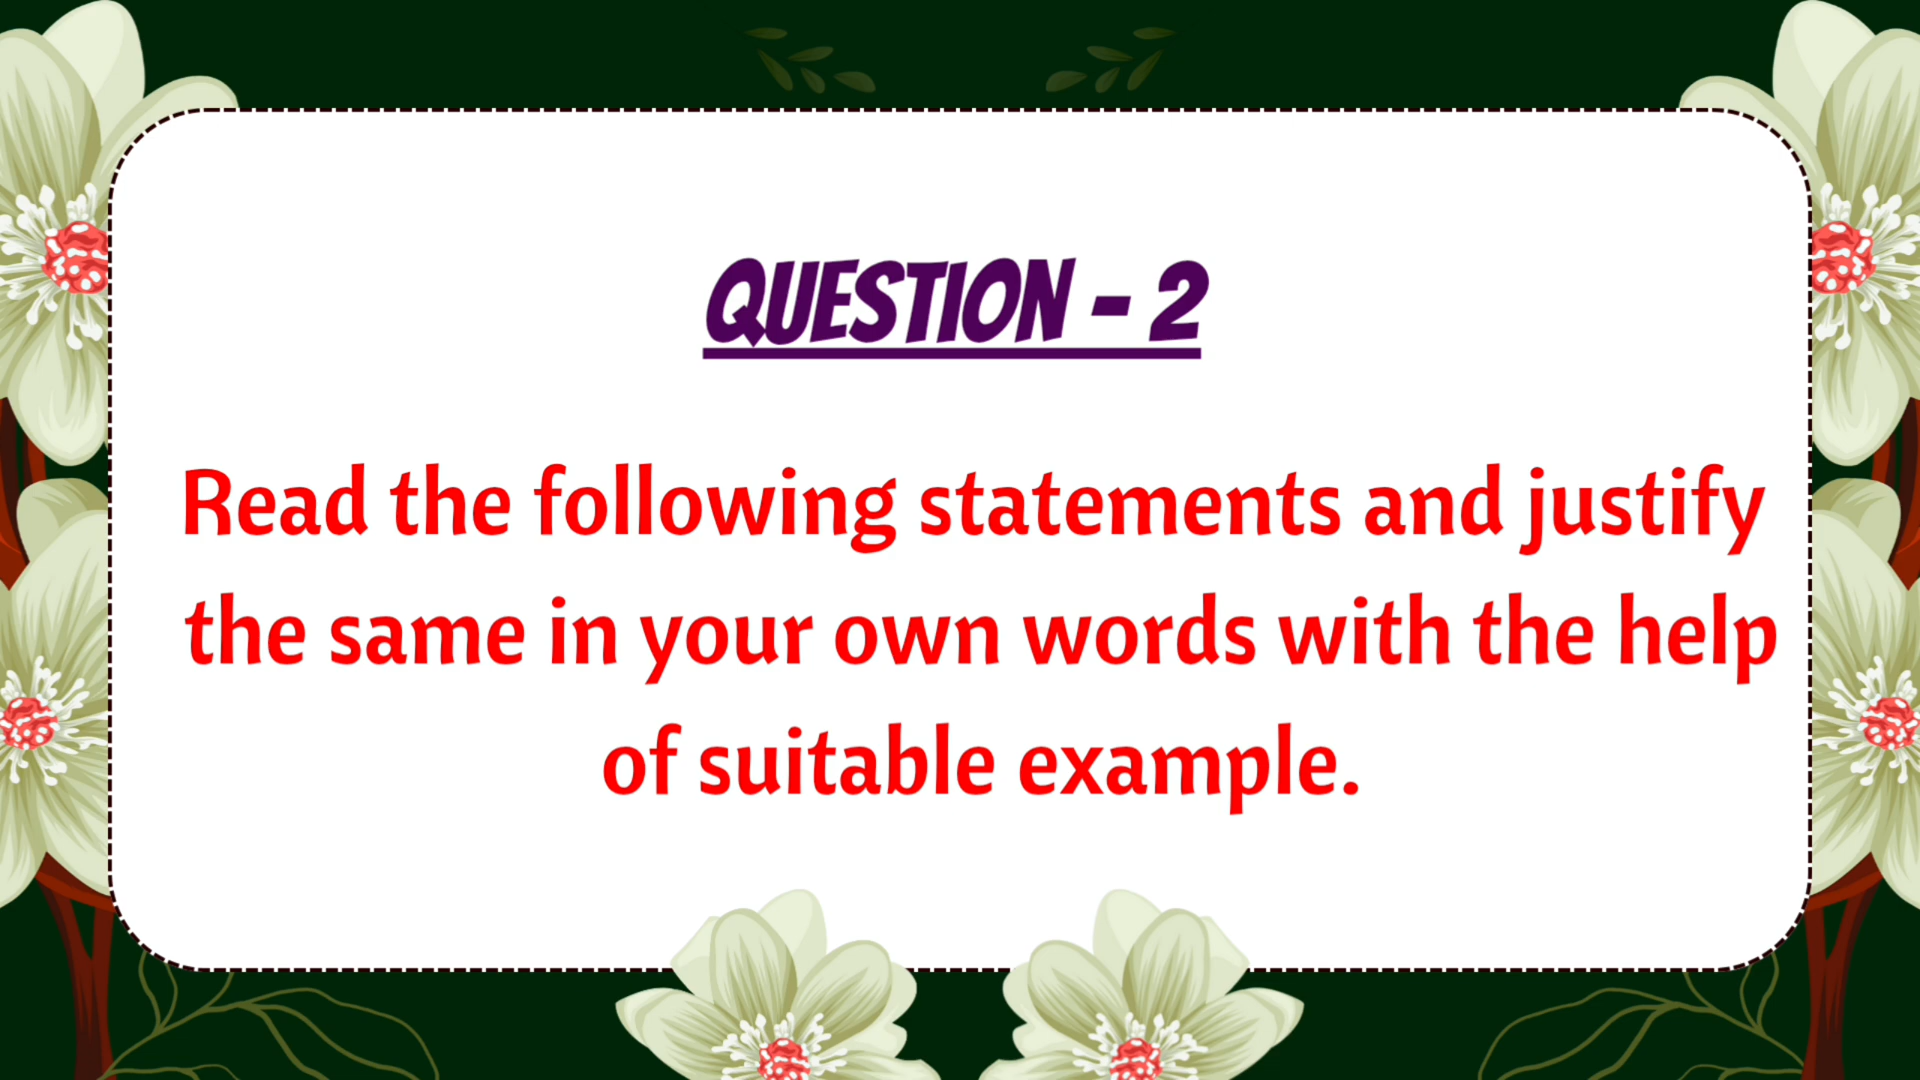 QUESTION - 2
Read the following statements and justify
the same in your own words with the help
of suitable example.